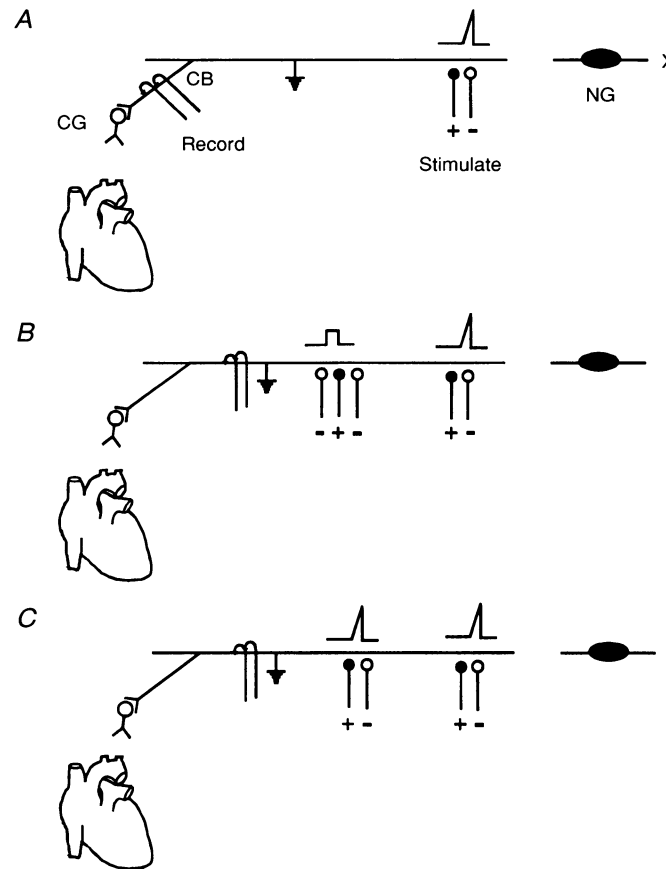 A
X
CB
CG
NG
Record
+ -
Stimulate
B
- + -
+ -
C
+ -
+ -